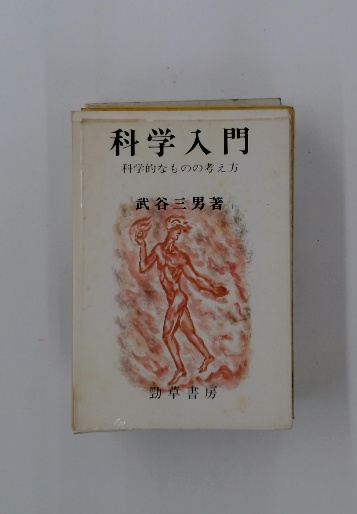 科学入門
科学的なものの考え方
武谷三男著
勁草書房